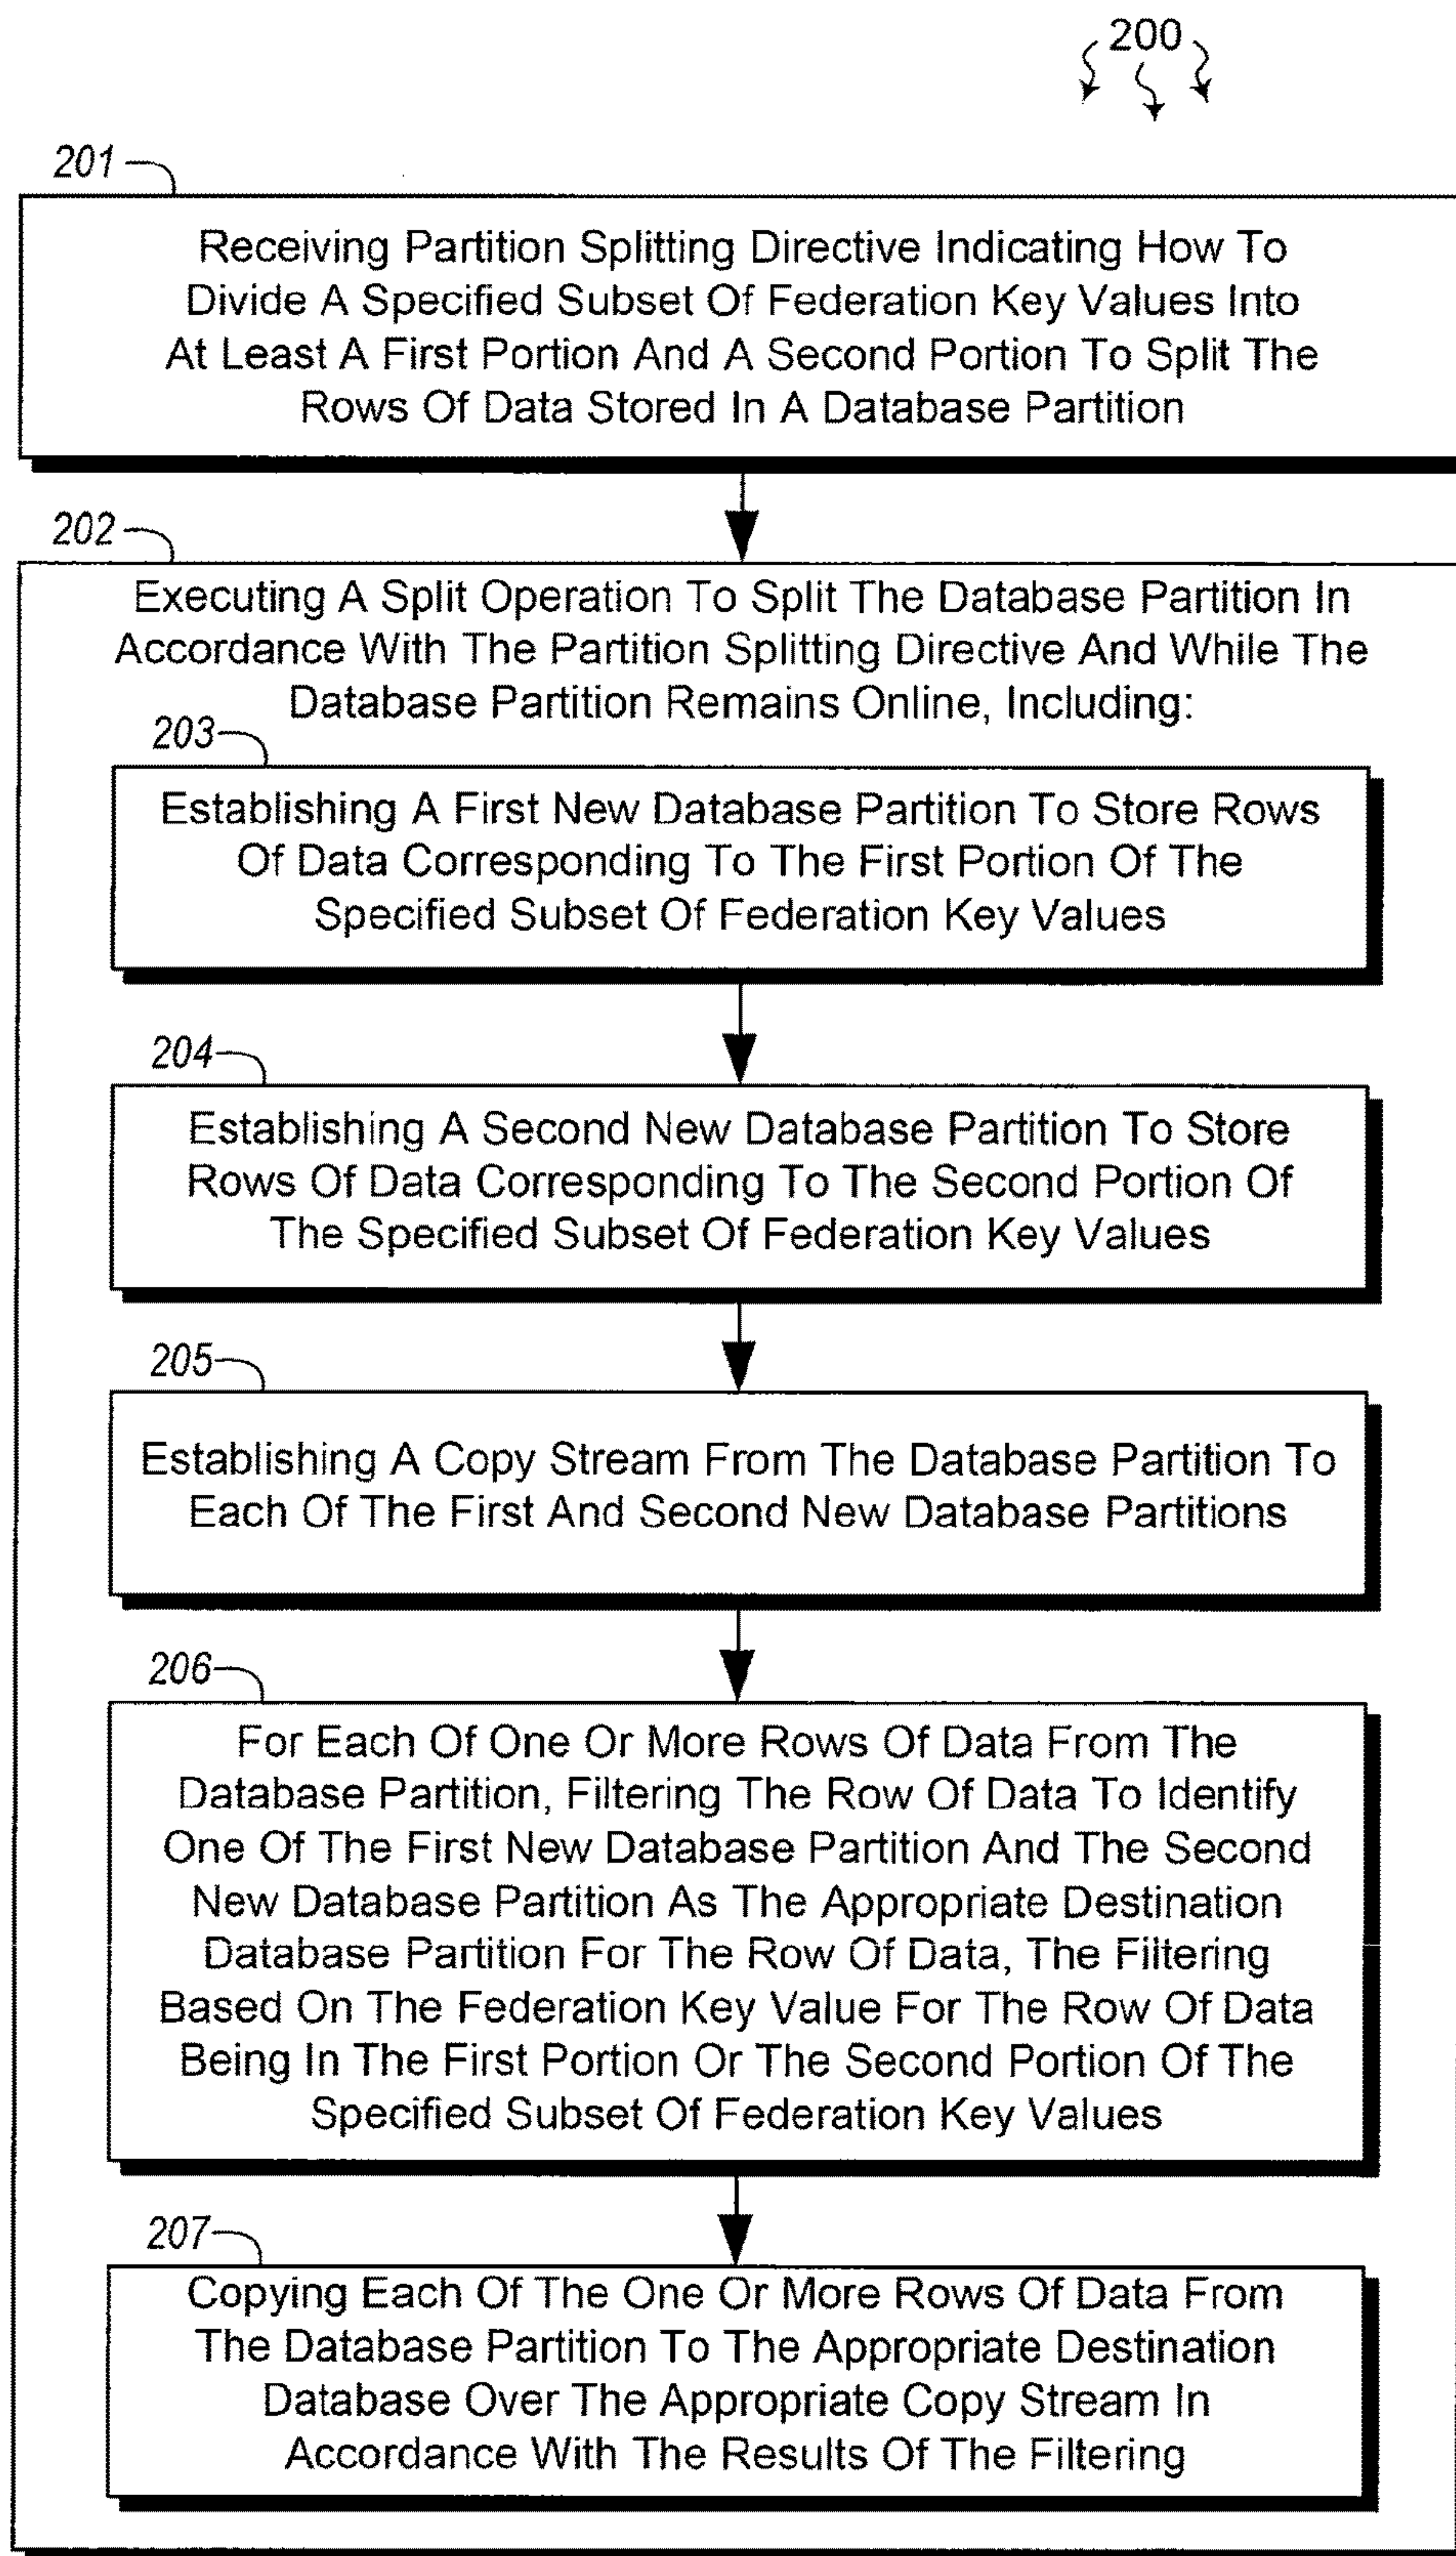 200
201
Receiving Partition Splitting Directive Indicating How To
Divide A Specified Subset Of Federation Key Values Into
At Least A First Portion And A Second Portion To Split The
Rows Of Data Stored In A Database Partition
202
Executing A Split Operation To Split The Database Partition In
Accordance With The Partition Splitting Directive And While The
Database Partition Remains Online, Including:
203
Establishing A First New Database Partition To Store Rows
Of Data Corresponding To The First Portion Of The
Specified Subset Of Federation Key Values
204
Establishing A Second New Database Partition To Store
Rows Of Data Corresponding To The Second Portion Of
The Specified Subset Of Federation Key Values
205
Establishing A Copy Stream From The Database Partition To
Each Of The First And Second New Database Partitions
206
For Each Of One Or More Rows Of Data From The
Database Partition, Filtering The Row Of Data To Identify
One Of The First New Database Partition And The Second
New Database Partition As The Appropriate Destination
Database Partition For The Row Of Data, The Filtering
Based On The Federation Key Value For The Row Of Data
Being In The First Portion Or The Second Portion Of The
Specified Subset Of Federation Key Values
207
Copying Each Of The One Or More Rows Of Data From
The Database Partition To The Appropriate Destination
Database Over The Appropriate Copy Stream In
Accordance With The Results Of The Filtering